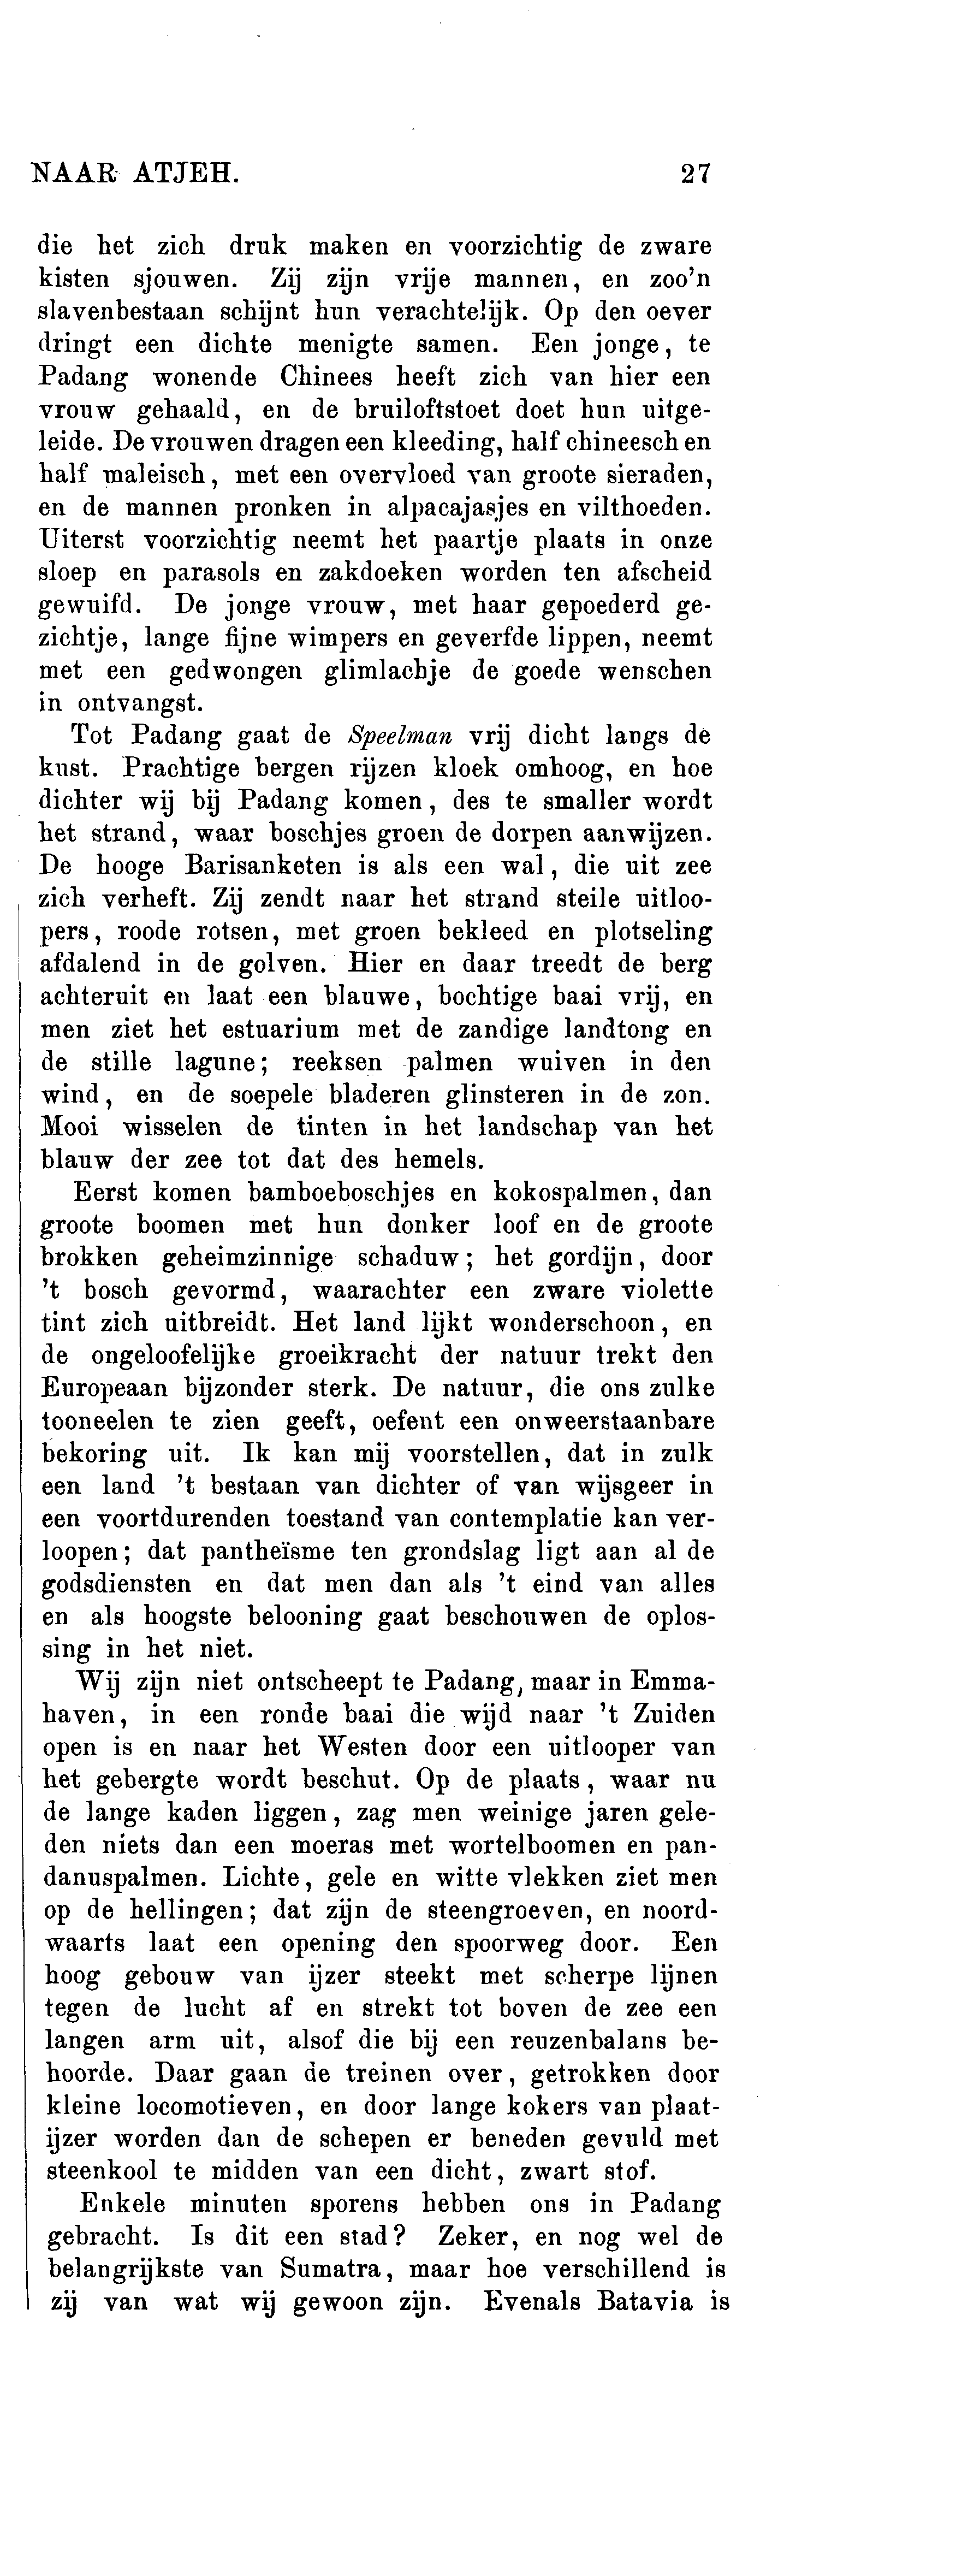 NAAR ATJEH. 27
die het zich druk maken en voorzichtig de zware
kisten sjouwen. Zij zijn vrije mannen, en zoo'n
slavenbestaan schijnt hun verachtelijk. Op den oever
dringt een dichte menigte samen. Een jonge, te
Padang wonende Chinees heeft zich van hier een
vrouw gehaald, en de bruiloftstoet doet hun uitge-
leide. De vrouwen dragen een kleeding, half chineesch en
half maleisch, met een overvloed van groote sieraden,
en de mannen pronken in alpacajasjes en vilthoeden.
Uiterst voorzichtig neemt het paartje plaats in onze
sloep en parasols en zakdoeken worden ten afscheid
gewuifd. De jonge vrouw, met haar gepoederd ge-
zichtje, lange fijne wimpers en geverfde lippen, neemt
met een gedwongen glimlachje de goede wenschen
in ontvangst.
Tot Padang gaat de Speelman vrij dicht langs de
kust. Prachtige bergen rijzen kloek omhoog, en hoe
dichter wij bij Padang komen, des te smaller wordt
het strand, waar boschjes groen de dorpen aanwijzen.
De hooge Barisanketen is als een wal, die uit zee
zich verheft. Zij zendt naar het strand steile uitloo-
pers, roode rotsen, met groen bekleed en plotseling
afdalend in de golven. Hier en daar treedt de berg
achteruit en laat een blauwe, bochtige baai vrij, en
men ziet het estuarium met de zandige landtong en
de stille lagune; reeksen palmen wuiven in den
wind, en de soepele bladeren glinsteren in de zon.
Mooi wisselen de tinten in het landschap van het
blauw der zee tot dat des hemels.
Eerst komen bamboeboschjes en kokospalmen, dan
groote boomen met hun donker loof en de groote
brokken geheimzinnige schaduw; het gordijn, door
't bosch gevormd, waarachter een zware violette
tint zich uitbreidt. Het land lijkt wonderschoon, en
de ongeloofelijke groeikracht der natuur trekt den
Europeaan bijzonder sterk. De natuur, die ons zulke
tooneelen te zien geeft, oefent een onweerstaanbare
bekoring uit. Ik kan mij voorstellen, dat in zulk
een land 't bestaan van dichter of van wijsgeer in
een voortdurenden toestand van contemplatie kan ver-
loopen; dat pantheïsme ten grondslag ligt aan al de
godsdiensten en dat men dan als 't eind van alles
en als hoogste belooning gaat beschouwen de oplos-
sing in het niet.
Wij zijn niet ontscheept te Padang, maar in Emma-
haven, in een ronde baai die wijd naar 't Zuiden
open is en naar het Westen door een uitlooper van
het gebergte wordt beschut. Op de plaats, waar nu
de lange kaden liggen, zag men weinige jaren gele-
den niets dan een moeras met wortelboomen en pan-
danuspalmen. Lichte, gele en witte vlekken ziet men
op de hellingen; dat zijn de steengroeven, en noord-
waarts laat een opening den spoorweg door. Een
hoog gebouw van ijzer steekt met scherpe lijnen
tegen de lucht af en strekt tot boven de zee een
langen arm uit, alsof die bij een reuzenbalans be-
hoorde. Daar gaan de treinen over, getrokken door
kleine locomotieven, en door lange kokers van plaat-
ijzer worden dan de schepen er beneden gevuld met
steenkool te midden van een dicht, zwart stof.
Enkele minuten sporens hebben ons in Padang
gebracht. Is dit een stad? Zeker, en nog wel de
belangrijkste van Sumatra, maar hoe verschillend is
zij van wat wij gewoon zijn. Evenals Batavia is